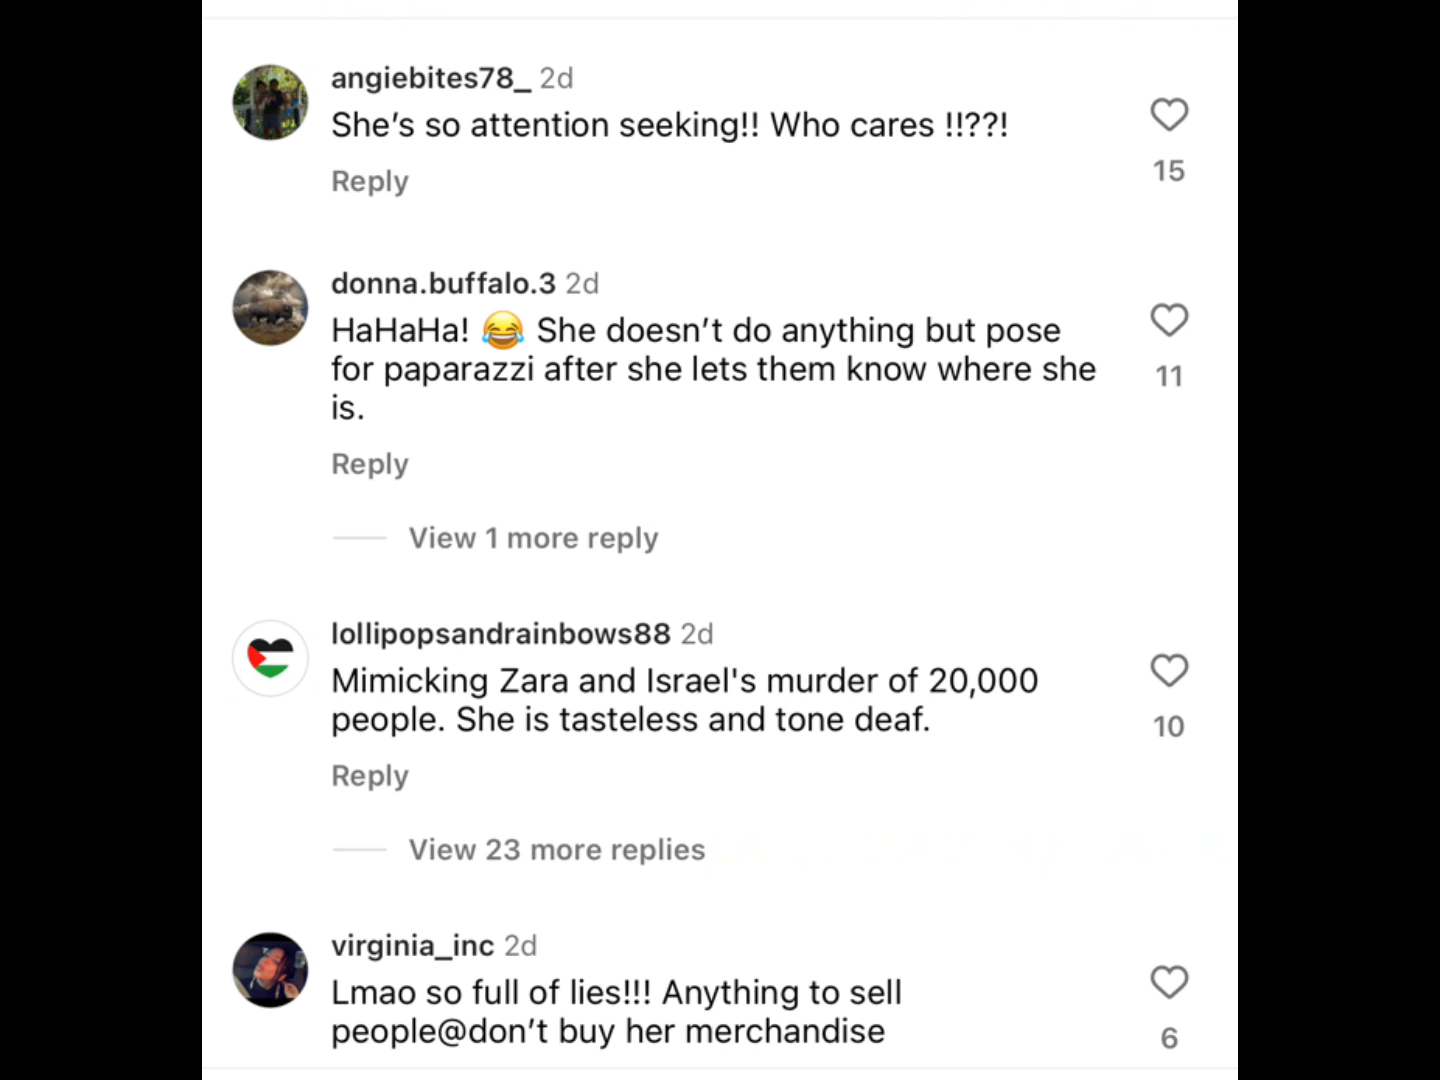 angiebites78_ 2d
She’s so attention seeking!! Who cares !!??!
15
Reply
donna.buffalo.3 2d
HaHaHa! 😂 She doesn’t do anything but pose
for paparazzi after she lets them know where she
is.
11
Reply
View 1 more reply
lollipopsandrainbows88 2d
Mimicking Zara and Israel's murder of 20,000
people. She is tasteless and tone deaf.
10
Reply
View 23 more replies
virginia_inc 2d
Lmao so full of lies!!! Anything to sell
people@don’t buy her merchandise
6